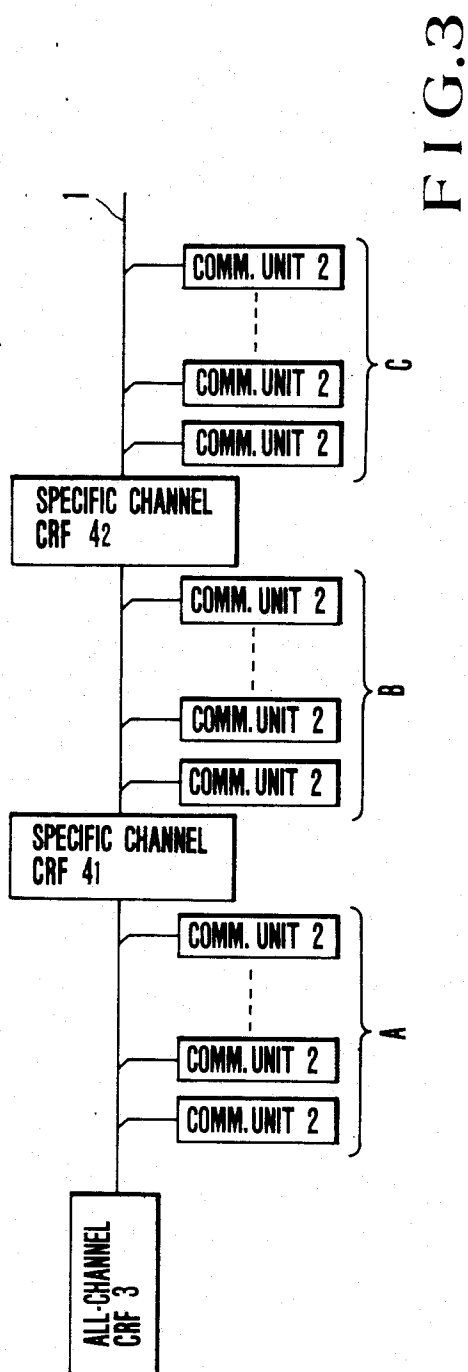 FIG.3
1
COMM. UNIT 2
COMM. UNIT 2
COMM. UNIT 2
C
SPECIFIC CHANNEL
CRF 42
COMM. UNIT 2
COMM. UNIT 2
COMM. UNIT 2
B
SPECIFIC CHANNEL
CRF 41
COMM. UNIT 2
COMM. UNIT 2
COMM. UNIT 2
A
ALL-CHANNEL
CRF 3